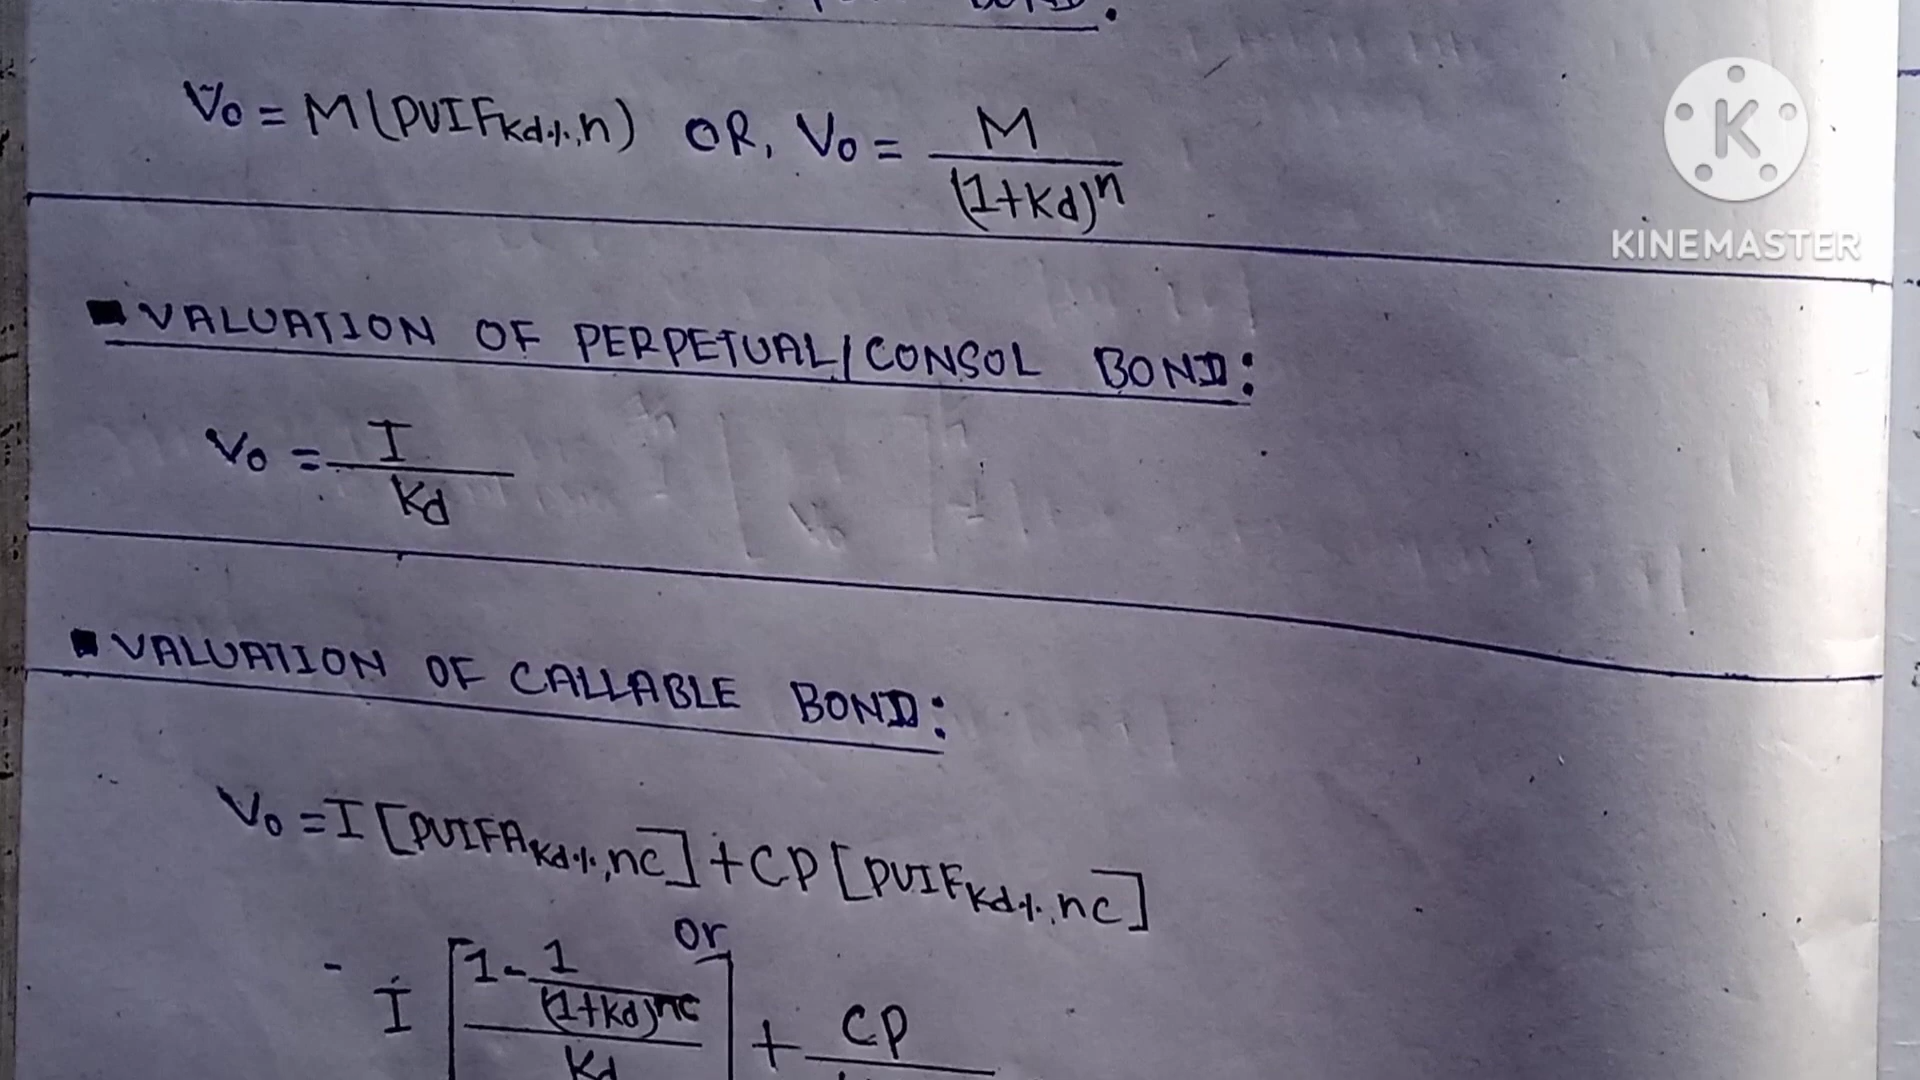 BOND.
V₀ = M(PVIFKd%,n) OR, V₀ = M/(1+Kd)ⁿ
KINEMASTER
VALUATION OF PERPETUAL/CONSOL BOND:
V₀ = I/Kd
VALUATION OF CALLABLE BOND:
V₀ = I [PVIFAKd%,nc] + CP [PVIFKd%,nc]
or
I [1 - 1/(1+Kd)nc / Kd] + CP